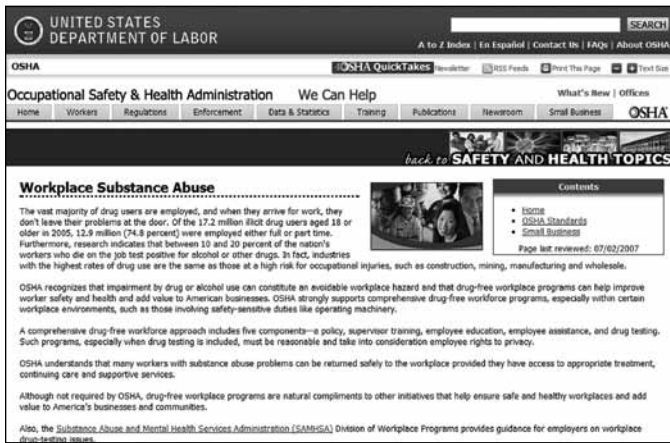 UNITED STATES
DEPARTMENT OF LABOR
SEARCH
A to Z Index | En Español | Contact Us | FAQs | About OSHA
OSHA
OSHA QuickTakes Newsletter RSS Feeds Print This Page Text Size
Occupational Safety & Health Administration We Can Help
What's New | Offices
Home Workers Regulations Enforcement Data & Statistics Training Publications Newsroom Small Business OSHA
back to SAFETY AND HEALTH TOPICS
Workplace Substance Abuse
The vast majority of drug users are employed, and when they arrive for work, they
don't leave their problems at the door. Of the 17.2 million illicit drug users aged 18 or
older in 2005, 12.9 million (74.8 percent) were employed either full or part time.
Furthermore, research indicates that between 10 and 20 percent of the nation's
workers who die on the job test positive for alcohol or other drugs. In fact, industries
with the highest rates of drug use are the same as those at a high risk for occupational injuries, such as construction, mining, manufacturing and wholesale.
Contents
Home
OSHA Standards
Small Business
Page last reviewed: 07/02/2007
OSHA recognizes that impairment by drug or alcohol use can constitute an avoidable workplace hazard and that drug-free workplace programs can help improve
worker safety and health and add value to American businesses. OSHA strongly supports comprehensive drug-free workforce programs, especially within certain
workplace environments, such as those involving safety-sensitive duties like operating machinery.
A comprehensive drug-free workforce approach includes five components—a policy, supervisor training, employee education, employee assistance, and drug testing.
Such programs, especially when drug testing is included, must be reasonable and take into consideration employee rights to privacy.
OSHA understands that many workers with substance abuse problems can be returned safely to the workplace provided they have access to appropriate treatment,
continuing care and supportive services.
Although not required by OSHA, drug-free workplace programs are natural compliments to other initiatives that help ensure safe and healthy workplaces and add
value to America's businesses and communities.
Also, the Substance Abuse and Mental Health Services Administration (SAMHSA) Division of Workplace Programs provides guidance for employers on workplace
drug-testing issues.